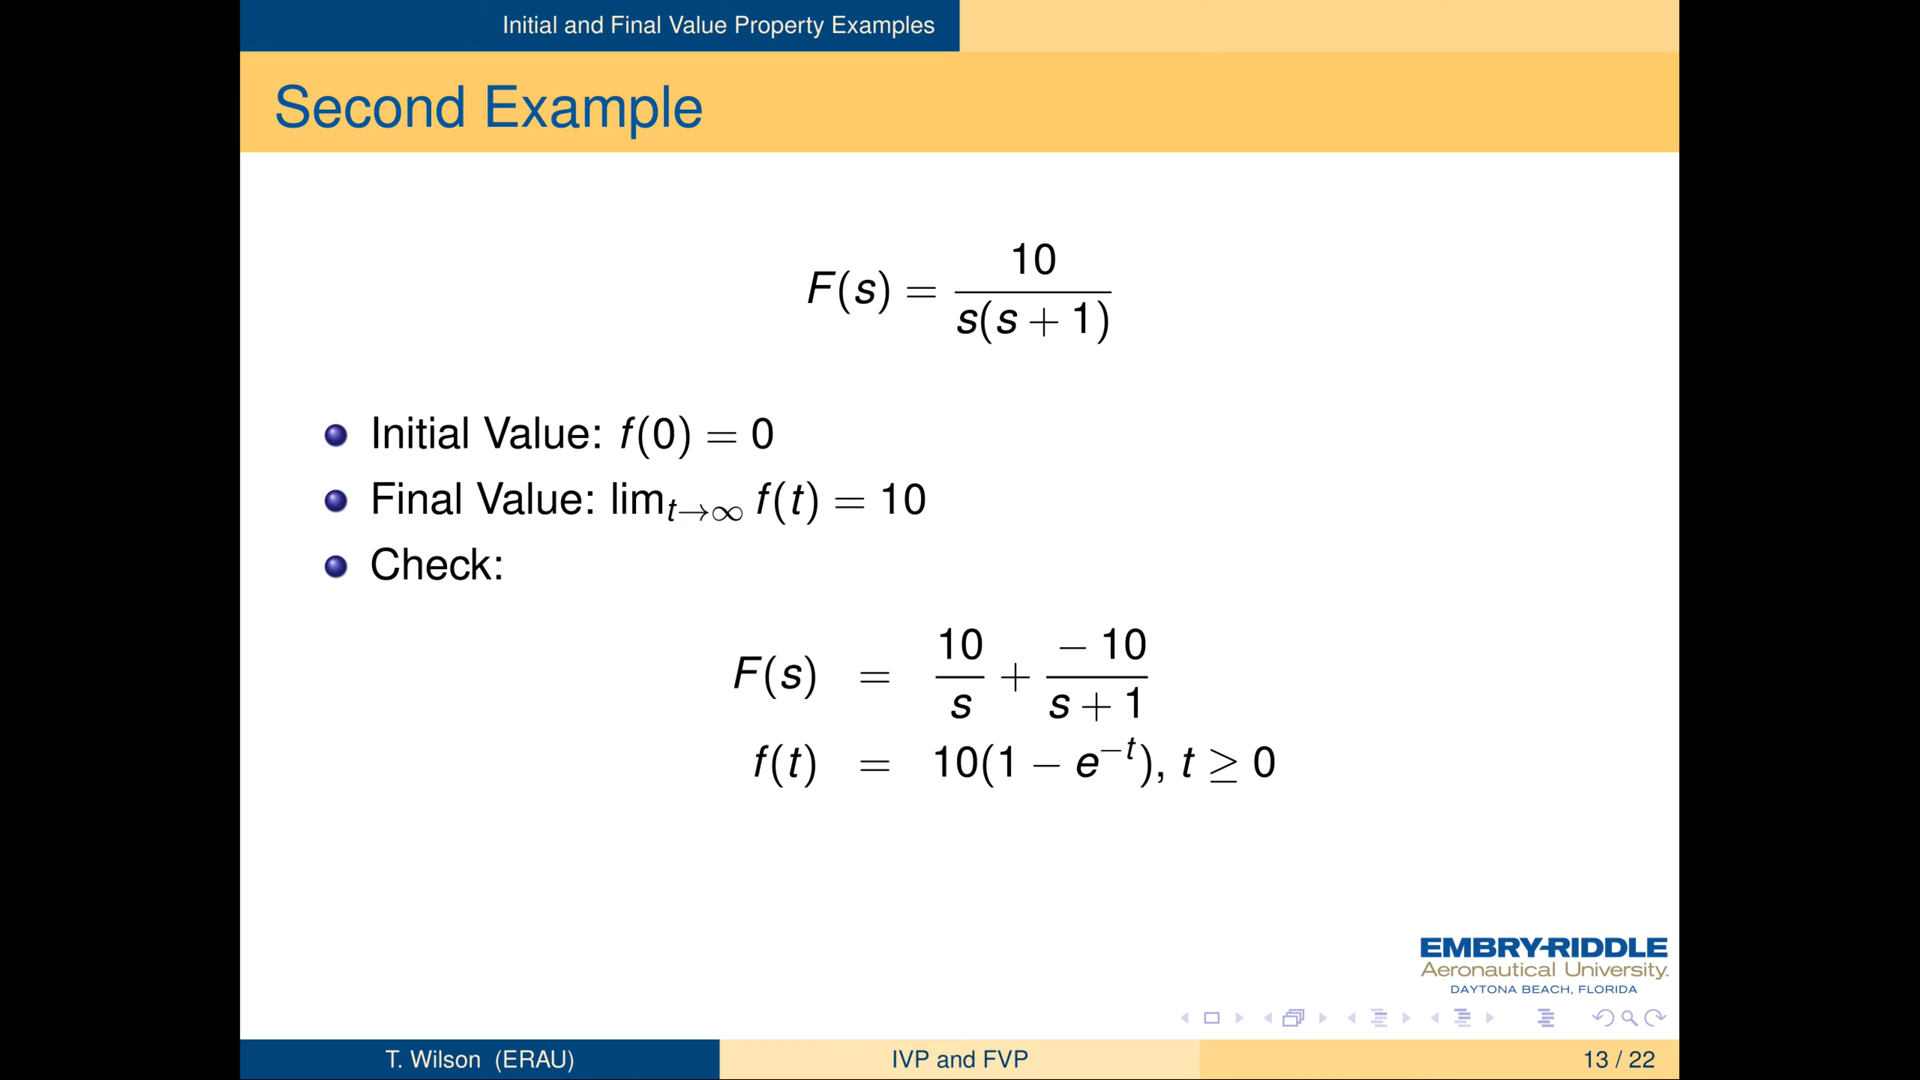 Initial and Final Value Property Examples
Second Example
F(s) = 10 / s(s + 1)
Initial Value: f(0) = 0
Final Value: lim_{t→∞} f(t) = 10
Check:
F(s) = 10/s + −10/(s + 1)
f(t) = 10(1 − e^{−t}), t ≥ 0
EMBRY-RIDDLE
Aeronautical University.
DAYTONA BEACH, FLORIDA
T. Wilson (ERAU) IVP and FVP 13 / 22